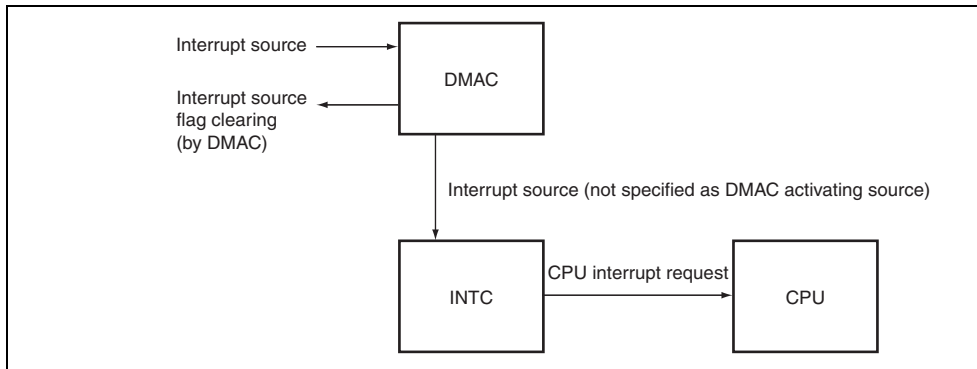 Interrupt source
DMAC
Interrupt source
flag clearing
(by DMAC)
Interrupt source (not specified as DMAC activating source)
INTC
CPU interrupt request
CPU